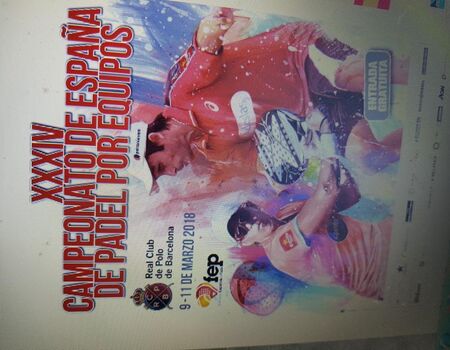 XXXIV
CAMPEONATO DE ESPAÑA
DE PADEL POR EQUIPOS
Real Club
de Polo
de Barcelona
9-11 DE MARZO 2018
fep
ENTRADA
GRATUITA